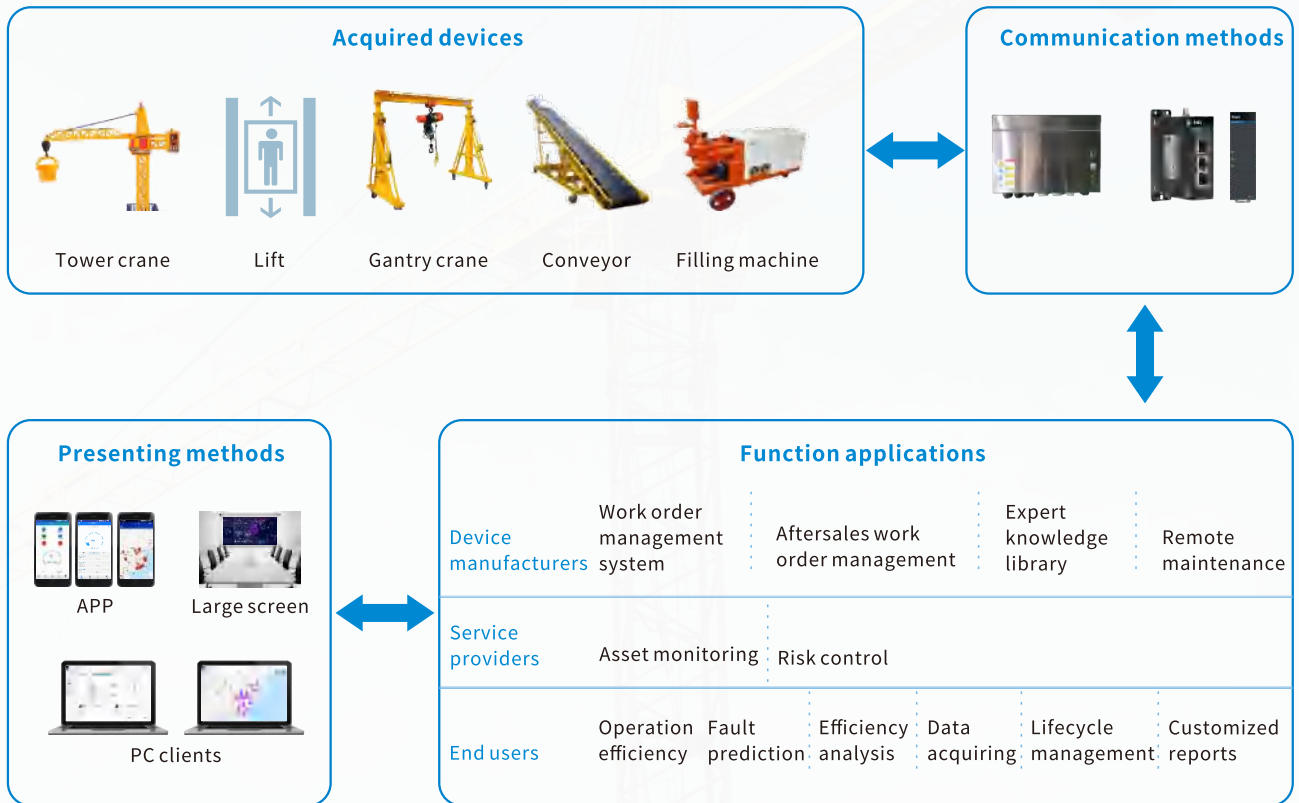 Acquired devices
Tower crane
Lift
Gantry crane
Conveyor
Filling machine
Communication methods
Presenting methods
APP
Large screen
PC clients
Function applications
Device
manufacturers
Work order
management
system
Aftersales work
order management
Expert
knowledge
library
Remote
maintenance
Service
providers
Asset monitoring
Risk control
End users
Operation
efficiency
Fault
prediction
Efficiency
analysis
Data
acquiring
Lifecycle
management
Customized
reports